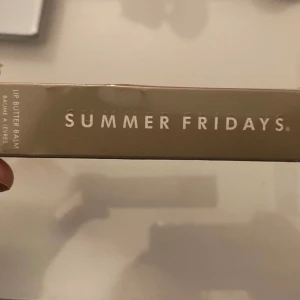 SUMMER FRIDAYS®
LIP BUTTER BALM
BAUME À LÈVRES